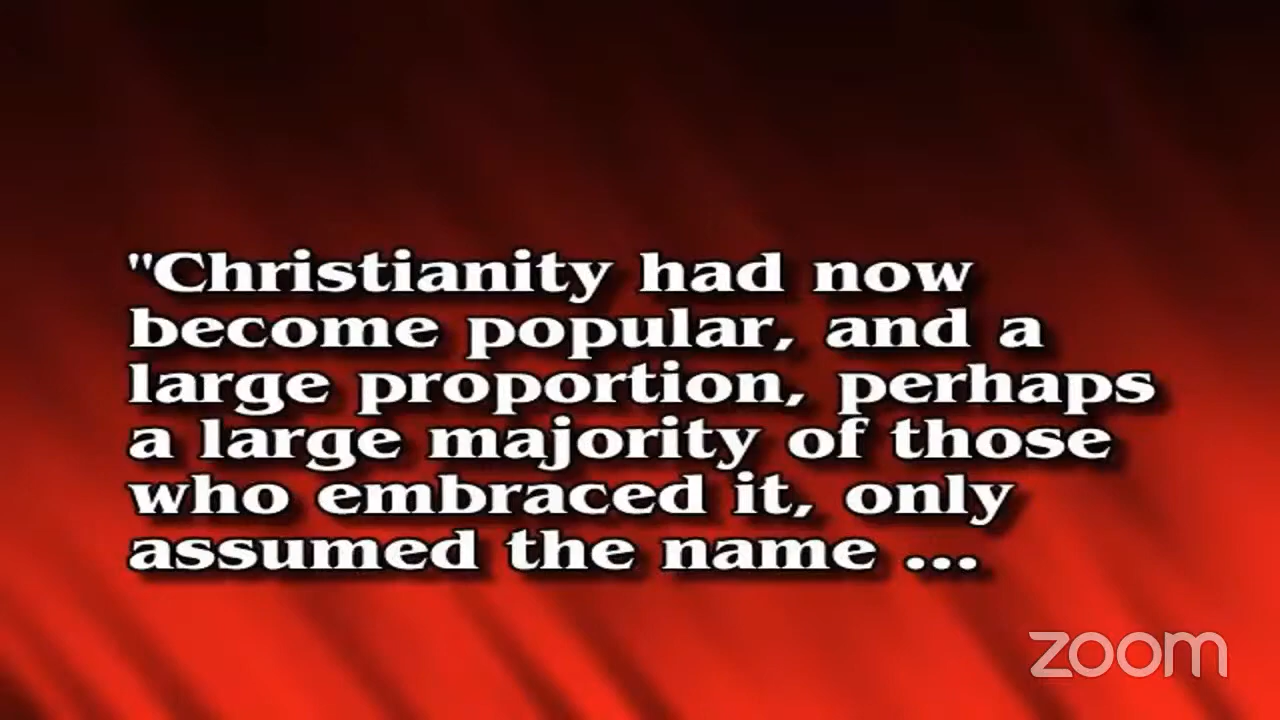 "Christianity had now
become popular, and a
large proportion, perhaps
a large majority of those
who embraced it, only
assumed the name ...
zoom